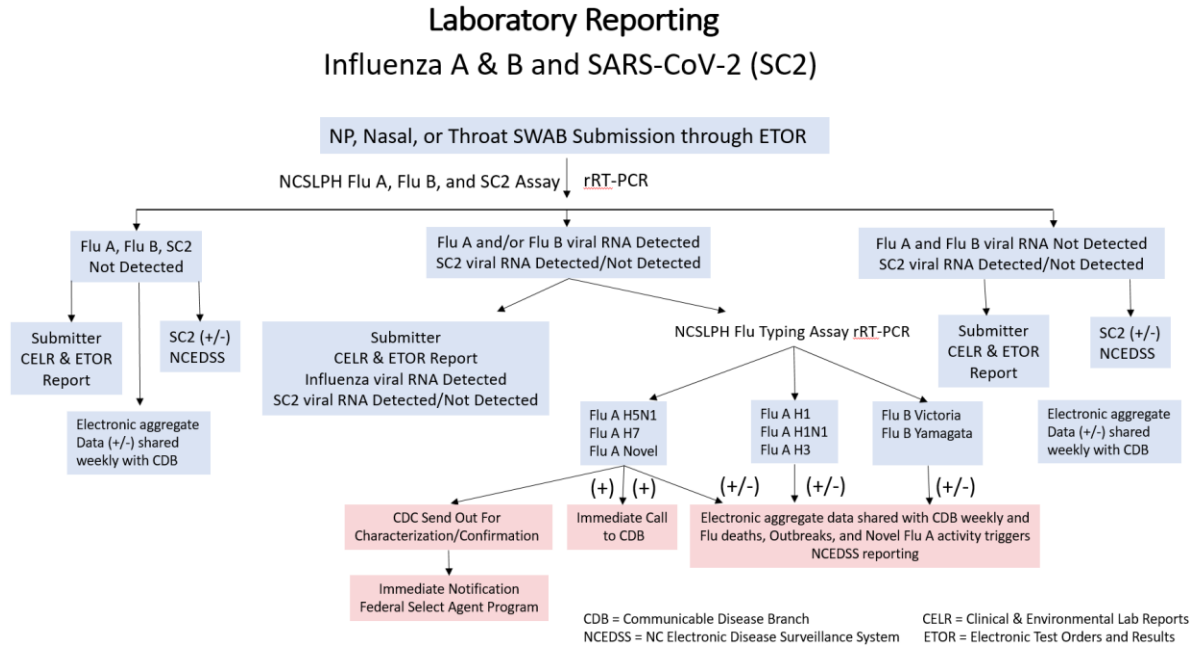 Laboratory Reporting
Influenza A & B and SARS-CoV-2 (SC2)
NP, Nasal, or Throat SWAB Submission through ETOR
NCSLPH Flu A, Flu B, and SC2 Assay rRT-PCR
Flu A, Flu B, SC2
Not Detected
Flu A and/or Flu B viral RNA Detected
SC2 viral RNA Detected/Not Detected
Flu A and Flu B viral RNA Not Detected
SC2 viral RNA Detected/Not Detected
Submitter
CELR & ETOR
Report
SC2 (+/-)
NCEDSS
Electronic aggregate
Data (+/-) shared
weekly with CDB
Submitter
CELR & ETOR Report
Influenza viral RNA Detected
SC2 viral RNA Detected/Not Detected
NCSLPH Flu Typing Assay rRT-PCR
Submitter
CELR & ETOR
Report
SC2 (+/-)
NCEDSS
Electronic aggregate
Data (+/-) shared
weekly with CDB
Flu A H5N1
Flu A H7
Flu A Novel
Flu A H1
Flu A H1N1
Flu A H3
Flu B Victoria
Flu B Yamagata
(+) (+) (+/-) (+/-) (+/-)
CDC Send Out For
Characterization/Confirmation
Immediate Call
to CDB
Electronic aggregate data shared with CDB weekly and
Flu deaths, Outbreaks, and Novel Flu A activity triggers
NCEDSS reporting
Immediate Notification
Federal Select Agent Program
CDB = Communicable Disease Branch
NCEDSS = NC Electronic Disease Surveillance System
CELR = Clinical & Environmental Lab Reports
ETOR = Electronic Test Orders and Results